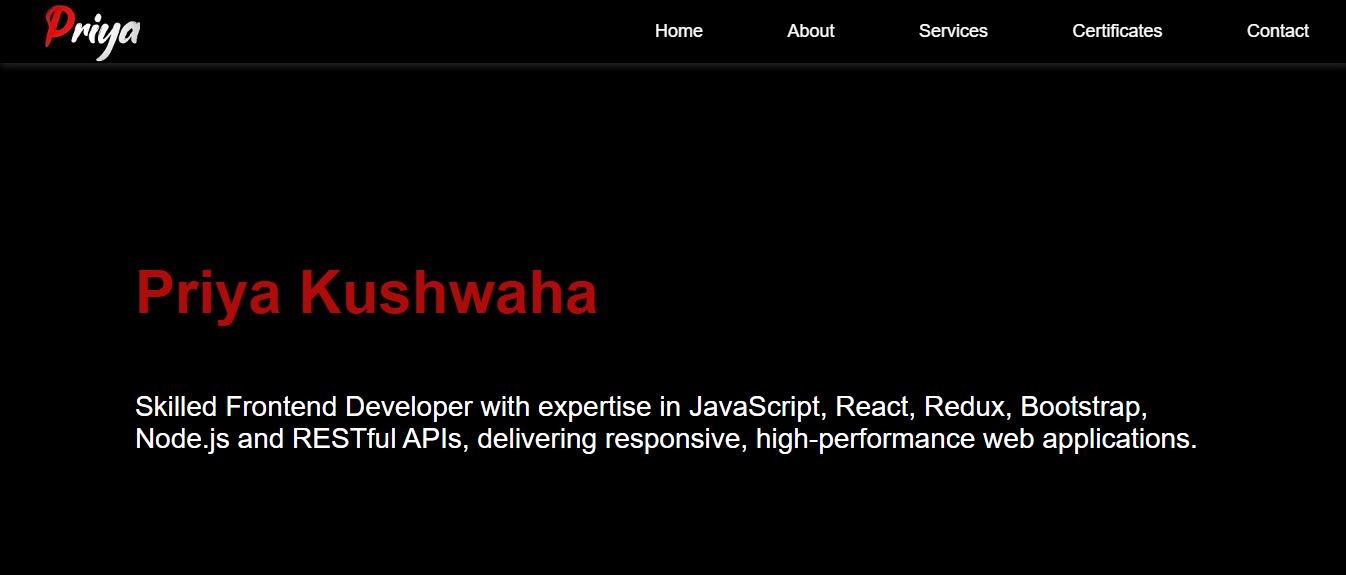 Priya
Home About Services Certificates Contact
Priya Kushwaha
Skilled Frontend Developer with expertise in JavaScript, React, Redux, Bootstrap,
Node.js and RESTful APIs, delivering responsive, high-performance web applications.